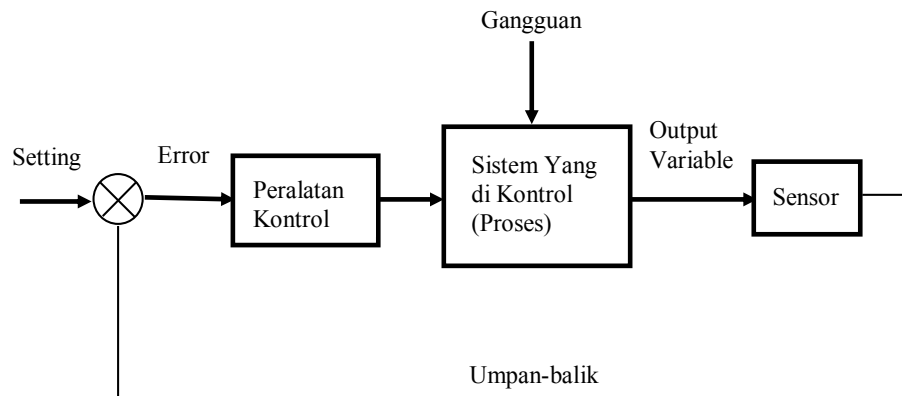 Gangguan
Setting
Error
Peralatan
Kontrol
Sistem Yang
di Kontrol
(Proses)
Output
Variable
Sensor
Umpan-balik